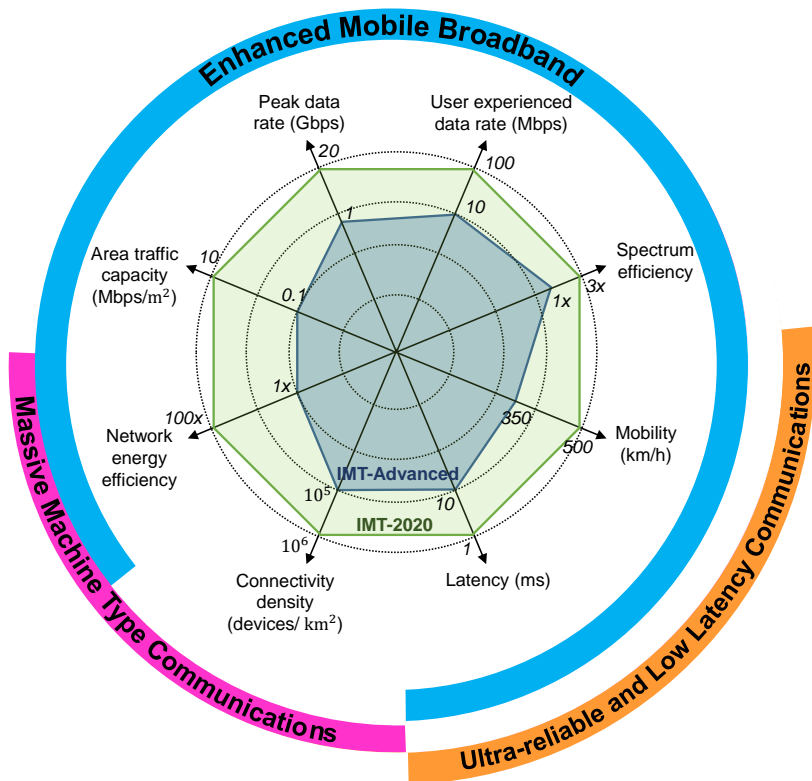 Enhanced Mobile Broadband
Peak data
rate (Gbps)
User experienced
data rate (Mbps)
20
100
1
10
Area traffic
capacity
(Mbps/m²)
10
0.1
Spectrum
efficiency
1x
3x
Network
energy
efficiency
100x
1x
Mobility
(km/h)
350
500
IMT-Advanced
10⁵
10
IMT-2020
10⁶
1
Connectivity
density
(devices/ km²)
Latency (ms)
Massive Machine Type Communications
Ultra-reliable and Low Latency Communications